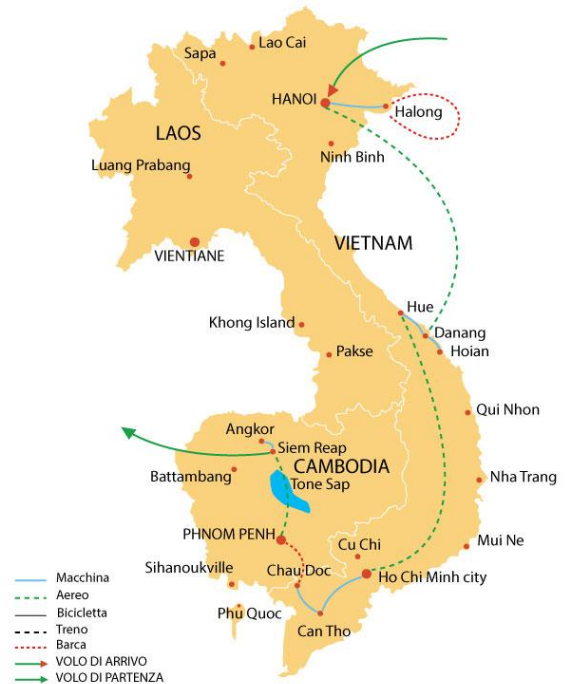 Lao Cai
Sapa
HANOI
Halong
LAOS
Ninh Binh
Luang Prabang
VIETNAM
VIENTIANE
Hue
Khong Island
Danang
Hoian
Pakse
Qui Nhon
Angkor
Siem Reap
CAMBODIA
Battambang
Tone Sap
Nha Trang
PHNOM PENH
Cu Chi
Mui Ne
Sihanoukville
Chau Doc
Ho Chi Minh city
Phu Quoc
Can Tho
Macchina
Aereo
Bicicletta
Treno
Barca
VOLO DI ARRIVO
VOLO DI PARTENZA